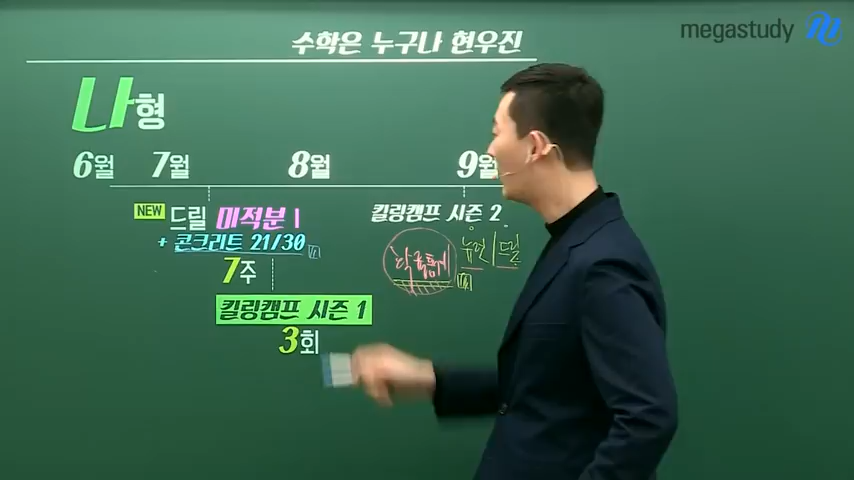 megastudy
수학은 누구나 현우진
나형
6월 7월 8월 9월
NEW 드릴 미적분 I
+ 콘크리트 21/30
7주
킬링캠프 시즌 1
3회
킬링캠프 시즌 2
뉴런 | 드릴